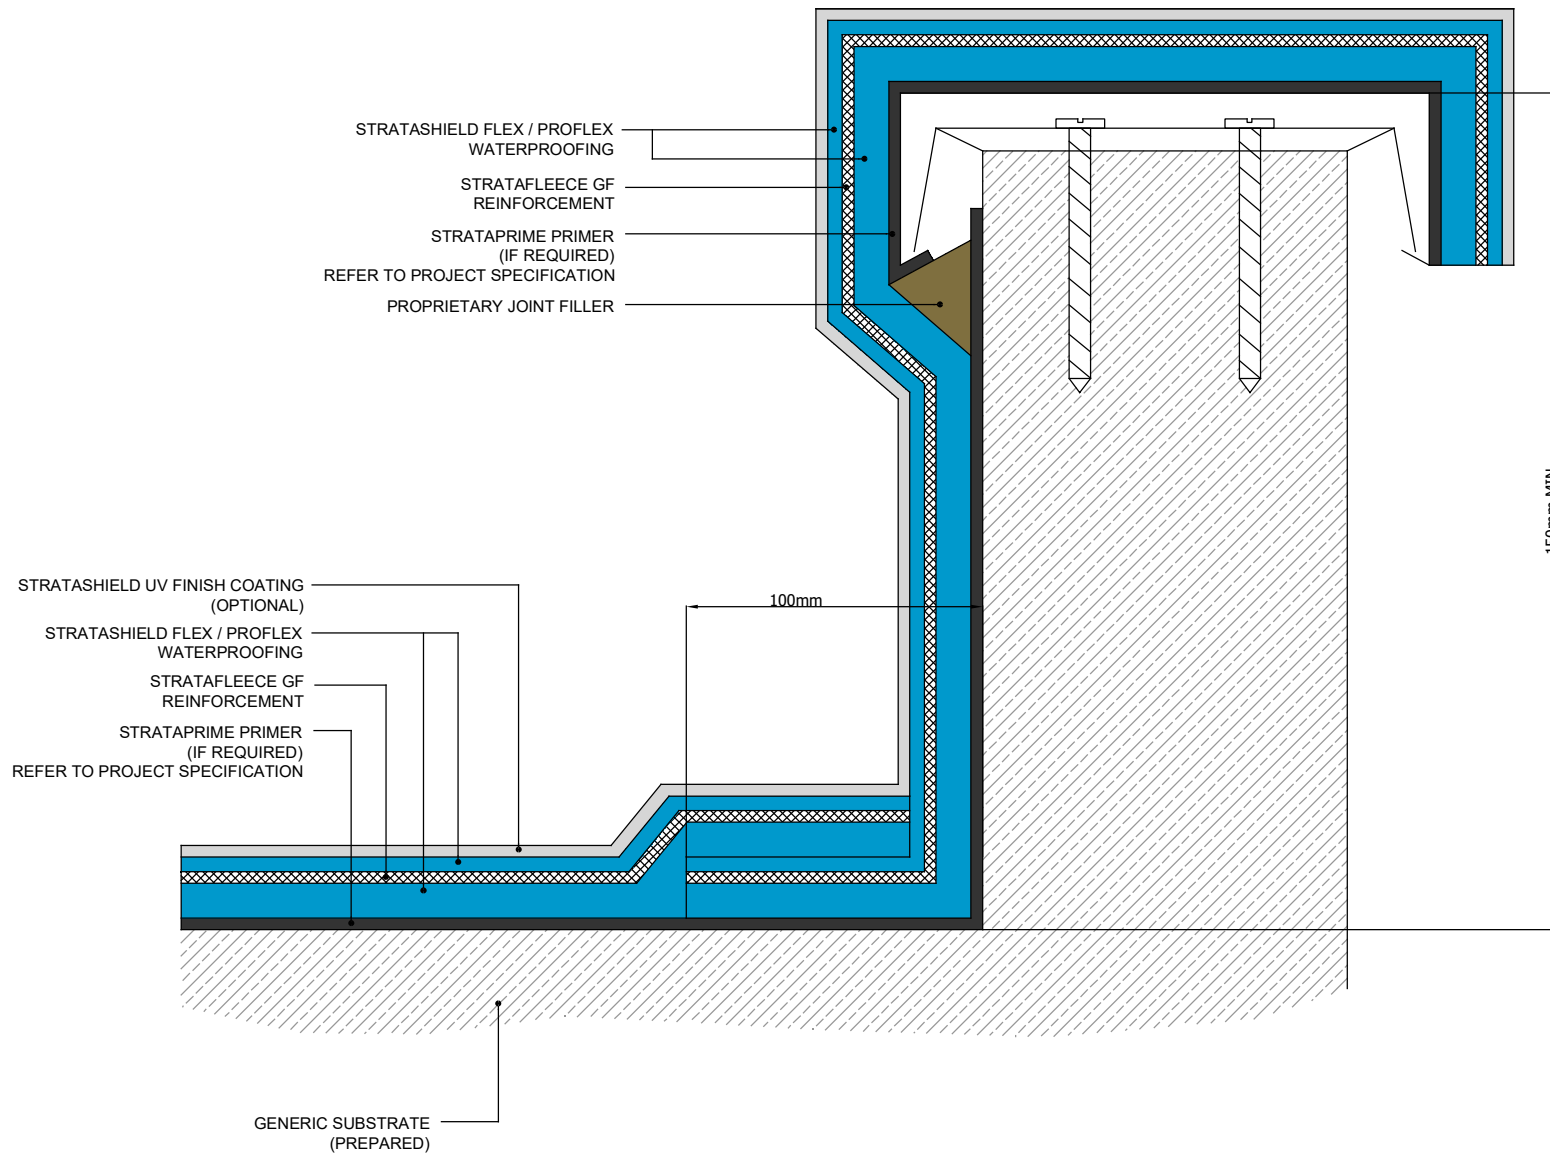 STRATASHIELD FLEX / PROFLEX
WATERPROOFING
STRATAFLEECE GF
REINFORCEMENT
STRATAPRIME PRIMER
(IF REQUIRED)
REFER TO PROJECT SPECIFICATION
PROPRIETARY JOINT FILLER
STRATASHIELD UV FINISH COATING
(OPTIONAL)
100mm
STRATASHIELD FLEX / PROFLEX
WATERPROOFING
STRATAFLEECE GF
REINFORCEMENT
STRATAPRIME PRIMER
(IF REQUIRED)
REFER TO PROJECT SPECIFICATION
GENERIC SUBSTRATE
(PREPARED)